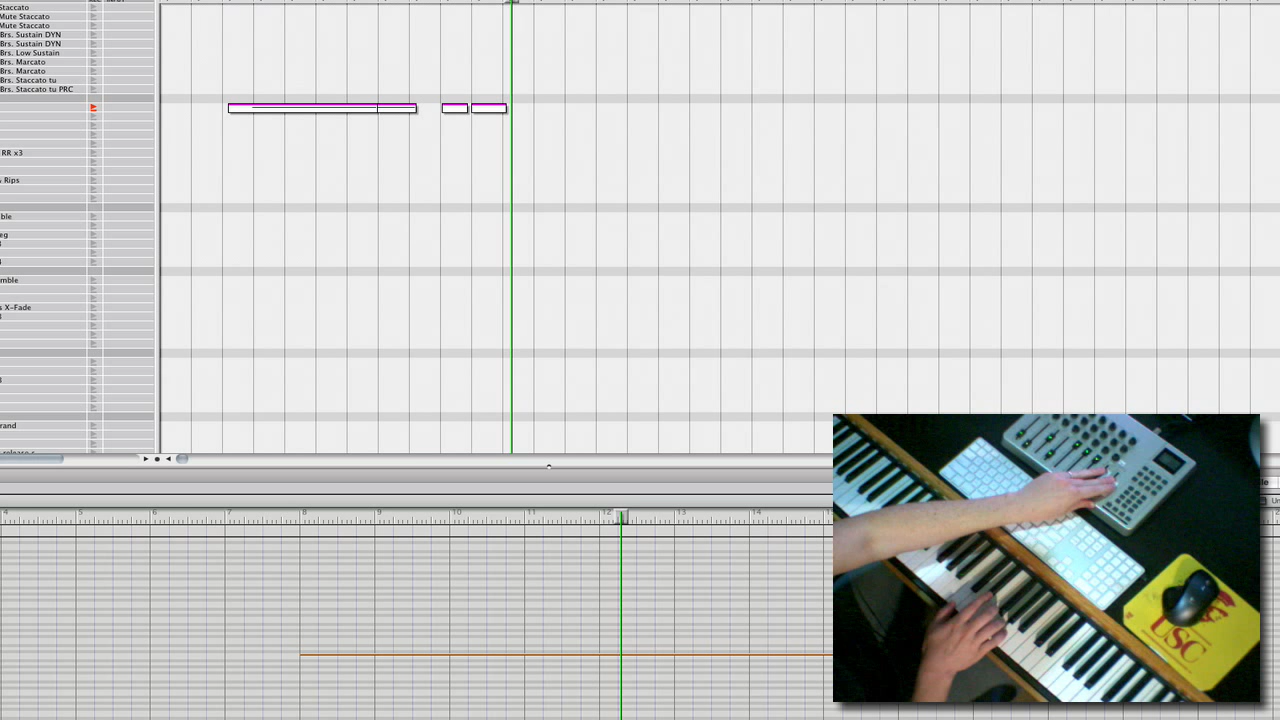 Staccato
Mute Staccato
Mute Staccato
Brs. Sustain DYN
Brs. Sustain DYN
Brs. Low Sustain
Brs. Marcato
Brs. Marcato
Brs. Staccato tu
Brs. Staccato tu PRC
RR x3
Rips
ble
eg
mble
s X-Fade
rand
release r
4 5 6 7 8 9 10 11 12 13 14
USC